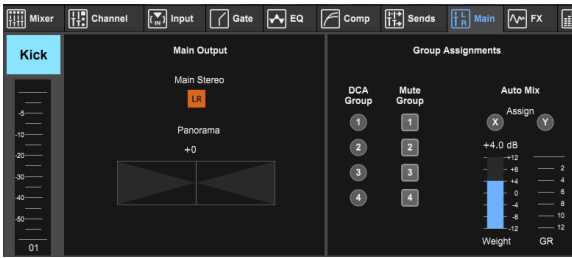 Mixer Channel Input Gate EQ Comp Sends Main FX
IN
L
R
Kick
Main Output
Group Assignments
Main Stereo
LR
Panorama
+0
DCA
Group
Mute
Group
Auto Mix
Assign
X Y
1 1
2 2
3 3
4 4
+4.0 dB
+12
+8
+4
0
-4
-8
-12
2
4
6
8
10
12
Weight GR
-5
-10
-20
-30
-40
-50
01